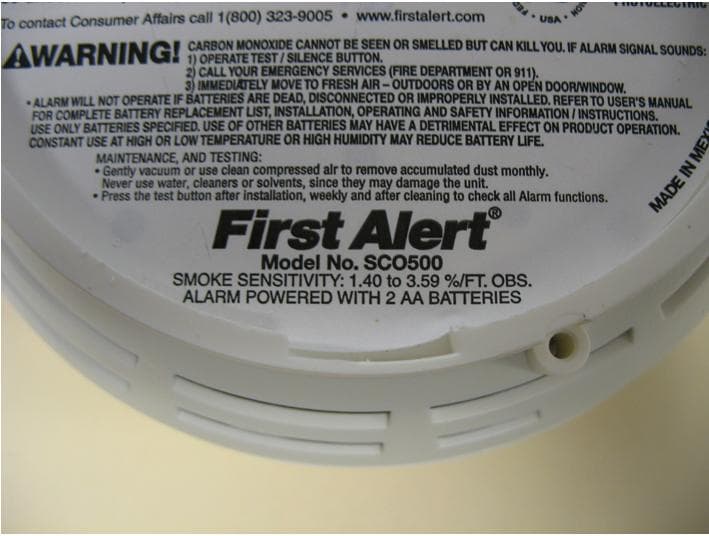 PHOTOELECTRIC
USA
To contact Consumer Affairs call 1(800) 323-9005 • www.firstalert.com
WARNING! CARBON MONOXIDE CANNOT BE SEEN OR SMELLED BUT CAN KILL YOU. IF ALARM SIGNAL SOUNDS:
1) OPERATE TEST / SILENCE BUTTON.
2) CALL YOUR EMERGENCY SERVICES (FIRE DEPARTMENT OR 911).
3) IMMEDIATELY MOVE TO FRESH AIR – OUTDOORS OR BY AN OPEN DOOR/WINDOW.
• ALARM WILL NOT OPERATE IF BATTERIES ARE DEAD, DISCONNECTED OR IMPROPERLY INSTALLED. REFER TO USER'S MANUAL
FOR COMPLETE BATTERY REPLACEMENT LIST, INSTALLATION, OPERATING AND SAFETY INFORMATION / INSTRUCTIONS.
USE ONLY BATTERIES SPECIFIED. USE OF OTHER BATTERIES MAY HAVE A DETRIMENTAL EFFECT ON PRODUCT OPERATION.
CONSTANT USE AT HIGH OR LOW TEMPERATURE OR HIGH HUMIDITY MAY REDUCE BATTERY LIFE.
MAINTENANCE, AND TESTING:
• Gently vacuum or use clean compressed air to remove accumulated dust monthly.
Never use water, cleaners or solvents, since they may damage the unit.
• Press the test button after installation, weekly and after cleaning to check all Alarm functions.
MADE IN MEXI
First Alert®
Model No. SCO500
SMOKE SENSITIVITY: 1.40 to 3.59 %/FT. OBS.
ALARM POWERED WITH 2 AA BATTERIES